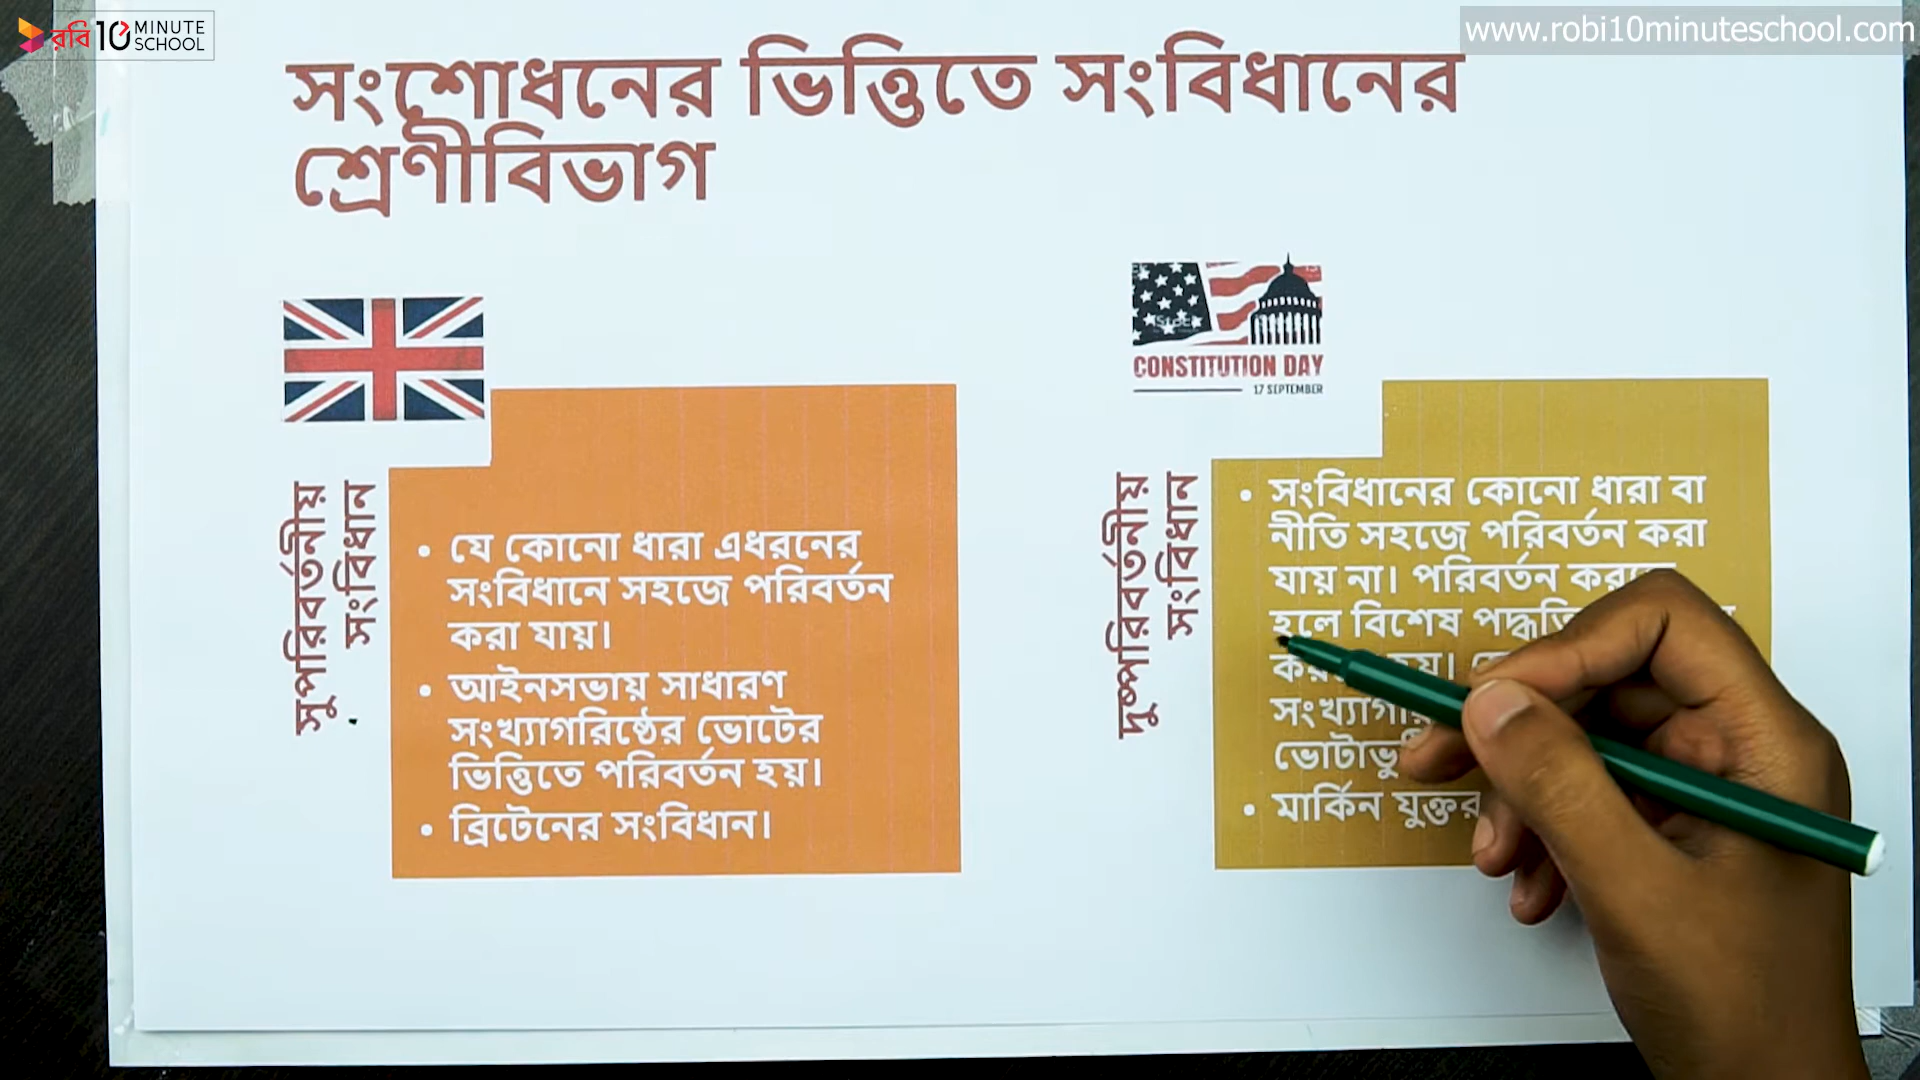 রবি 10 MINUTE SCHOOL
www.robi10minuteschool.com
সংশোধনের ভিত্তিতে সংবিধানের
শ্রেণীবিভাগ
সুপরিবর্তনীয়
সংবিধান
যে কোনো ধারা এধরনের
সংবিধানে সহজে পরিবর্তন
করা যায়।
আইনসভায় সাধারণ
সংখ্যাগরিষ্ঠের ভোটের
ভিত্তিতে পরিবর্তন হয়।
ব্রিটেনের সংবিধান।
CONSTITUTION DAY
17 SEPTEMBER
দুষ্পরিবর্তনীয়
সংবিধান
সংবিধানের কোনো ধারা বা
নীতি সহজে পরিবর্তন করা
যায় না। পরিবর্তন
হলে বিশেষ
মার্কিন